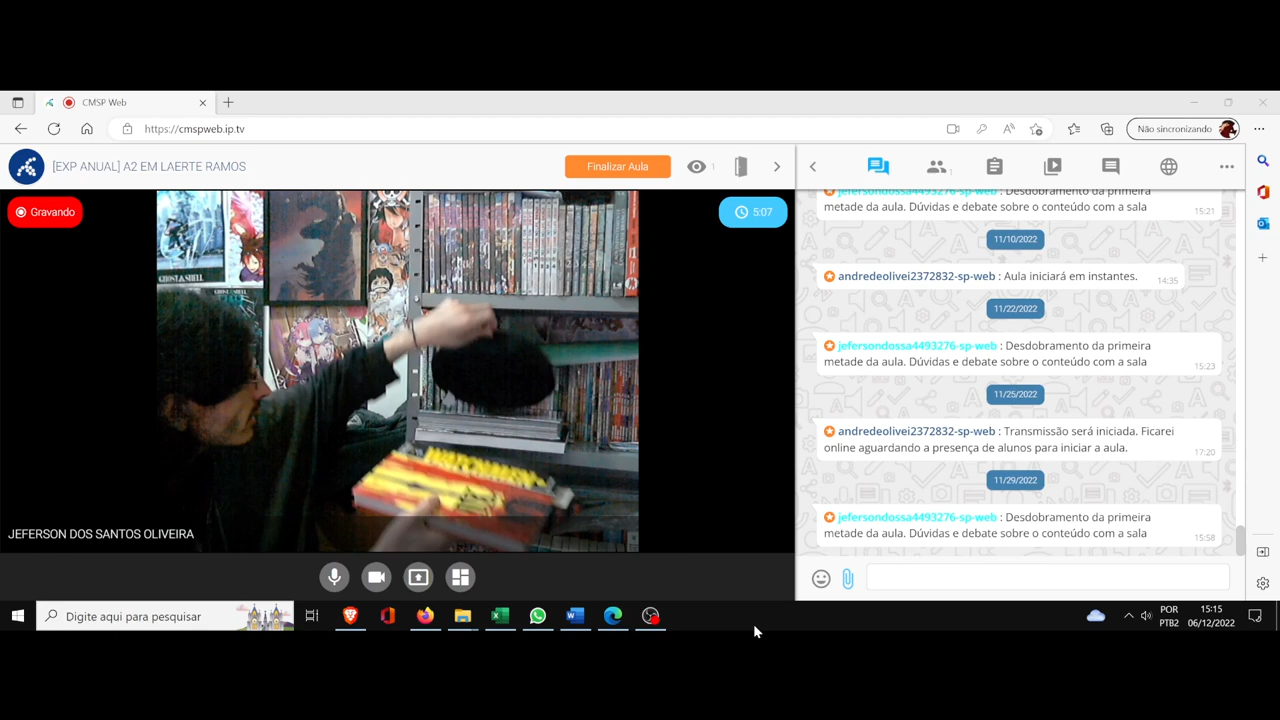 CMSP Web
https://cmspweb.ip.tv
Não sincronizando
[EXP ANUAL] A2 EM LAERTE RAMOS
Finalizar Aula
1
Gravando
5:07
GHOST SHELL
WATCHMEN
JEFERSON DOS SANTOS OLIVEIRA
1
jefersondossa4493276-sp-web : Desdobramento da primeira
metade da aula. Dúvidas e debate sobre o conteúdo com a sala
15:21
11/10/2022
andredeolivei2372832-sp-web : Aula iniciará em instantes.
14:35
11/22/2022
jefersondossa4493276-sp-web : Desdobramento da primeira
metade da aula. Dúvidas e debate sobre o conteúdo com a sala
15:23
11/25/2022
andredeolivei2372832-sp-web : Transmissão será iniciada. Ficarei
online aguardando a presença de alunos para iniciar a aula.
17:20
11/29/2022
jefersondossa4493276-sp-web : Desdobramento da primeira
metade da aula. Dúvidas e debate sobre o conteúdo com a sala
15:58
Digite aqui para pesquisar
POR
PTB2
15:15
06/12/2022